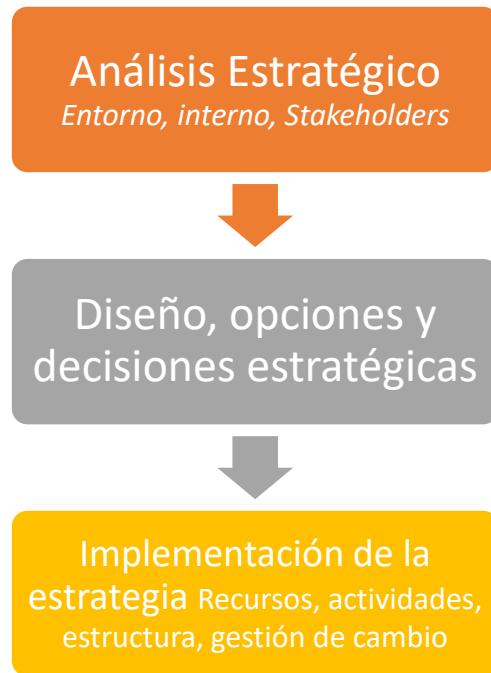 Análisis Estratégico
Entorno, interno, Stakeholders
Diseño, opciones y
decisiones estratégicas
Implementación de la
estrategia Recursos, actividades,
estructura, gestión de cambio